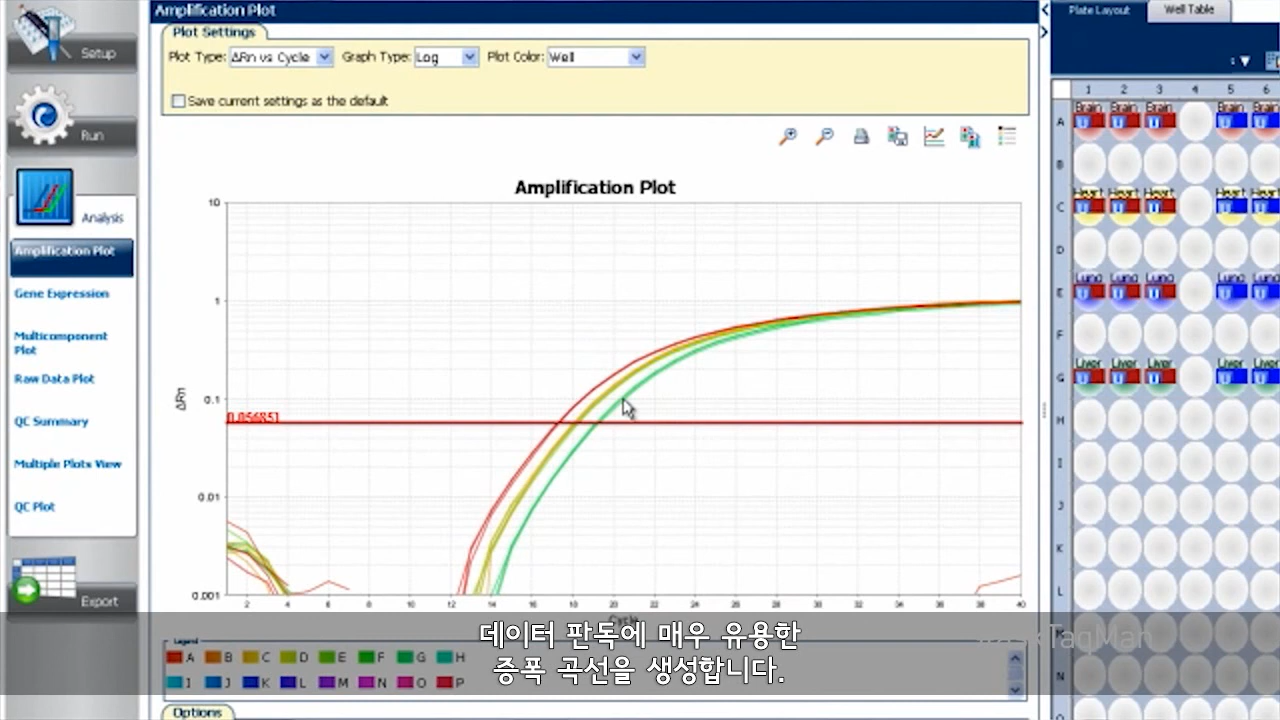 Amplification Plot
Plate Layout
Well Table
Plot Settings
Setup
Plot Type: ΔRn vs Cycle
Graph Type: Log
Plot Color: Well
Save current settings as the default
1 2 3 4 5 6
Run
A Brain Brain Brain Brain Brain
U U U U U
B
Amplification Plot
C Heart Heart Heart Heart Heart
U U U U U
D
E Lung Lung Lung Lung Lung
U U U U U
F
G Liver Liver Liver Liver Liver
U U U U U
H
I
J
K
L
N
Analysis
Amplification Plot
Gene Expression
Multicomponent
Plot
Raw Data Plot
QC Summary
Multiple Plots View
QC Plot
Export
10
1
0.1
0.01
0.001
ΔRn
0.056851
2 4 6 8 10 12 14 16 18 20 22 24 26 28 30 32 34 36 38 40
Cycle
데이터 판독에 매우 유용한
증폭 곡선을 생성합니다.
TaqMan
Legend
A B C D E F G H
I J K L M N O P
Options